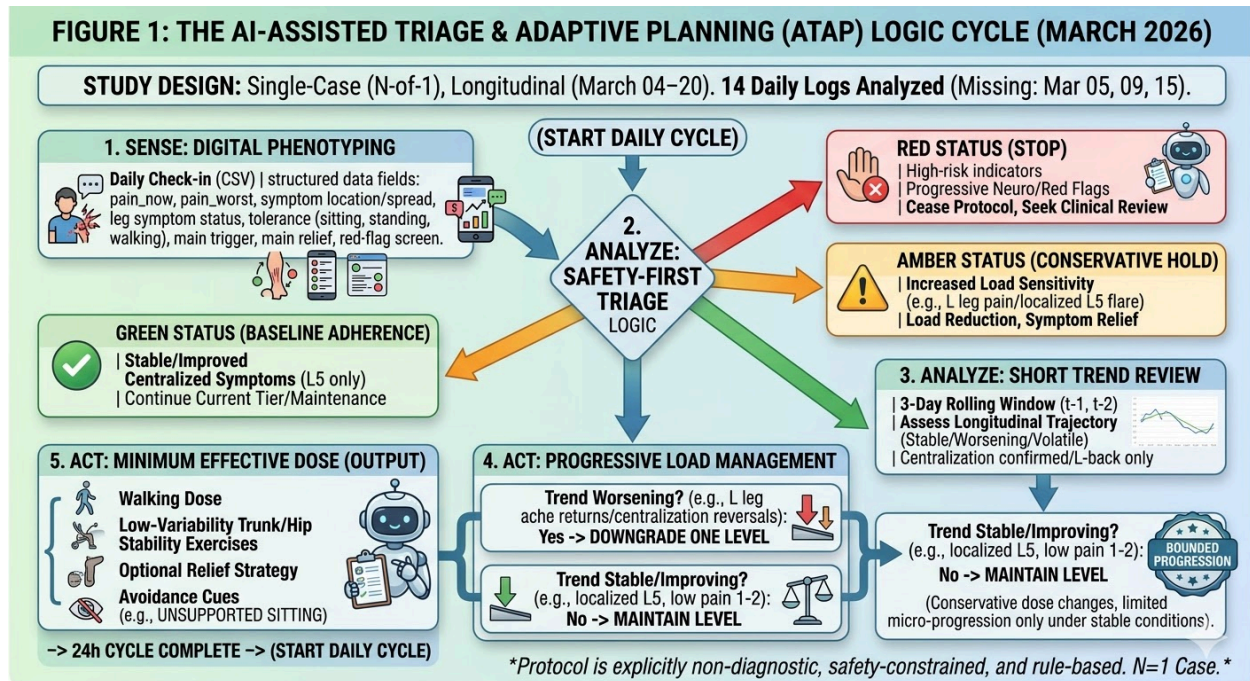 FIGURE 1: THE AI-ASSISTED TRIAGE & ADAPTIVE PLANNING (ATAP) LOGIC CYCLE (MARCH 2026)
STUDY DESIGN: Single-Case (N-of-1), Longitudinal (March 04–20). 14 Daily Logs Analyzed (Missing: Mar 05, 09, 15).
1. SENSE: DIGITAL PHENOTYPING
Daily Check-in (CSV) | structured data fields:
pain_now, pain_worst, symptom location/spread,
leg symptom status, tolerance (sitting, standing,
walking), main trigger, main relief, red-flag screen.
(START DAILY CYCLE)
2.
ANALYZE:
SAFETY-FIRST
TRIAGE
LOGIC
RED STATUS (STOP)
| High-risk indicators
| Progressive Neuro/Red Flags
| Cease Protocol, Seek Clinical Review
AMBER STATUS (CONSERVATIVE HOLD)
| Increased Load Sensitivity
(e.g., L leg pain/localized L5 flare)
| Load Reduction, Symptom Relief
GREEN STATUS (BASELINE ADHERENCE)
| Stable/Improved
Centralized Symptoms (L5 only)
| Continue Current Tier/Maintenance
3. ANALYZE: SHORT TREND REVIEW
| 3-Day Rolling Window (t-1, t-2)
| Assess Longitudinal Trajectory
(Stable/Worsening/Volatile)
| Centralization confirmed/L-back only
5. ACT: MINIMUM EFFECTIVE DOSE (OUTPUT)
Walking Dose
Low-Variability Trunk/Hip
Stability Exercises
Optional Relief Strategy
Avoidance Cues
(e.g., UNSUPPORTED SITTING)
–> 24h CYCLE COMPLETE –> (START DAILY CYCLE)
4. ACT: PROGRESSIVE LOAD MANAGEMENT
Trend Worsening? (e.g., L leg
ache returns/centralization reversals):
Yes -> DOWNGRADE ONE LEVEL
Trend Stable/Improving?
(e.g., localized L5, low pain 1-2):
No -> MAINTAIN LEVEL
Trend Stable/Improving?
(e.g., localized L5, low pain 1-2):
No -> MAINTAIN LEVEL
(Conservative dose changes, limited
micro-progression only under stable conditions).
BOUNDED
PROGRESSION
*Protocol is explicitly non-diagnostic, safety-constrained, and rule-based. N=1 Case.*